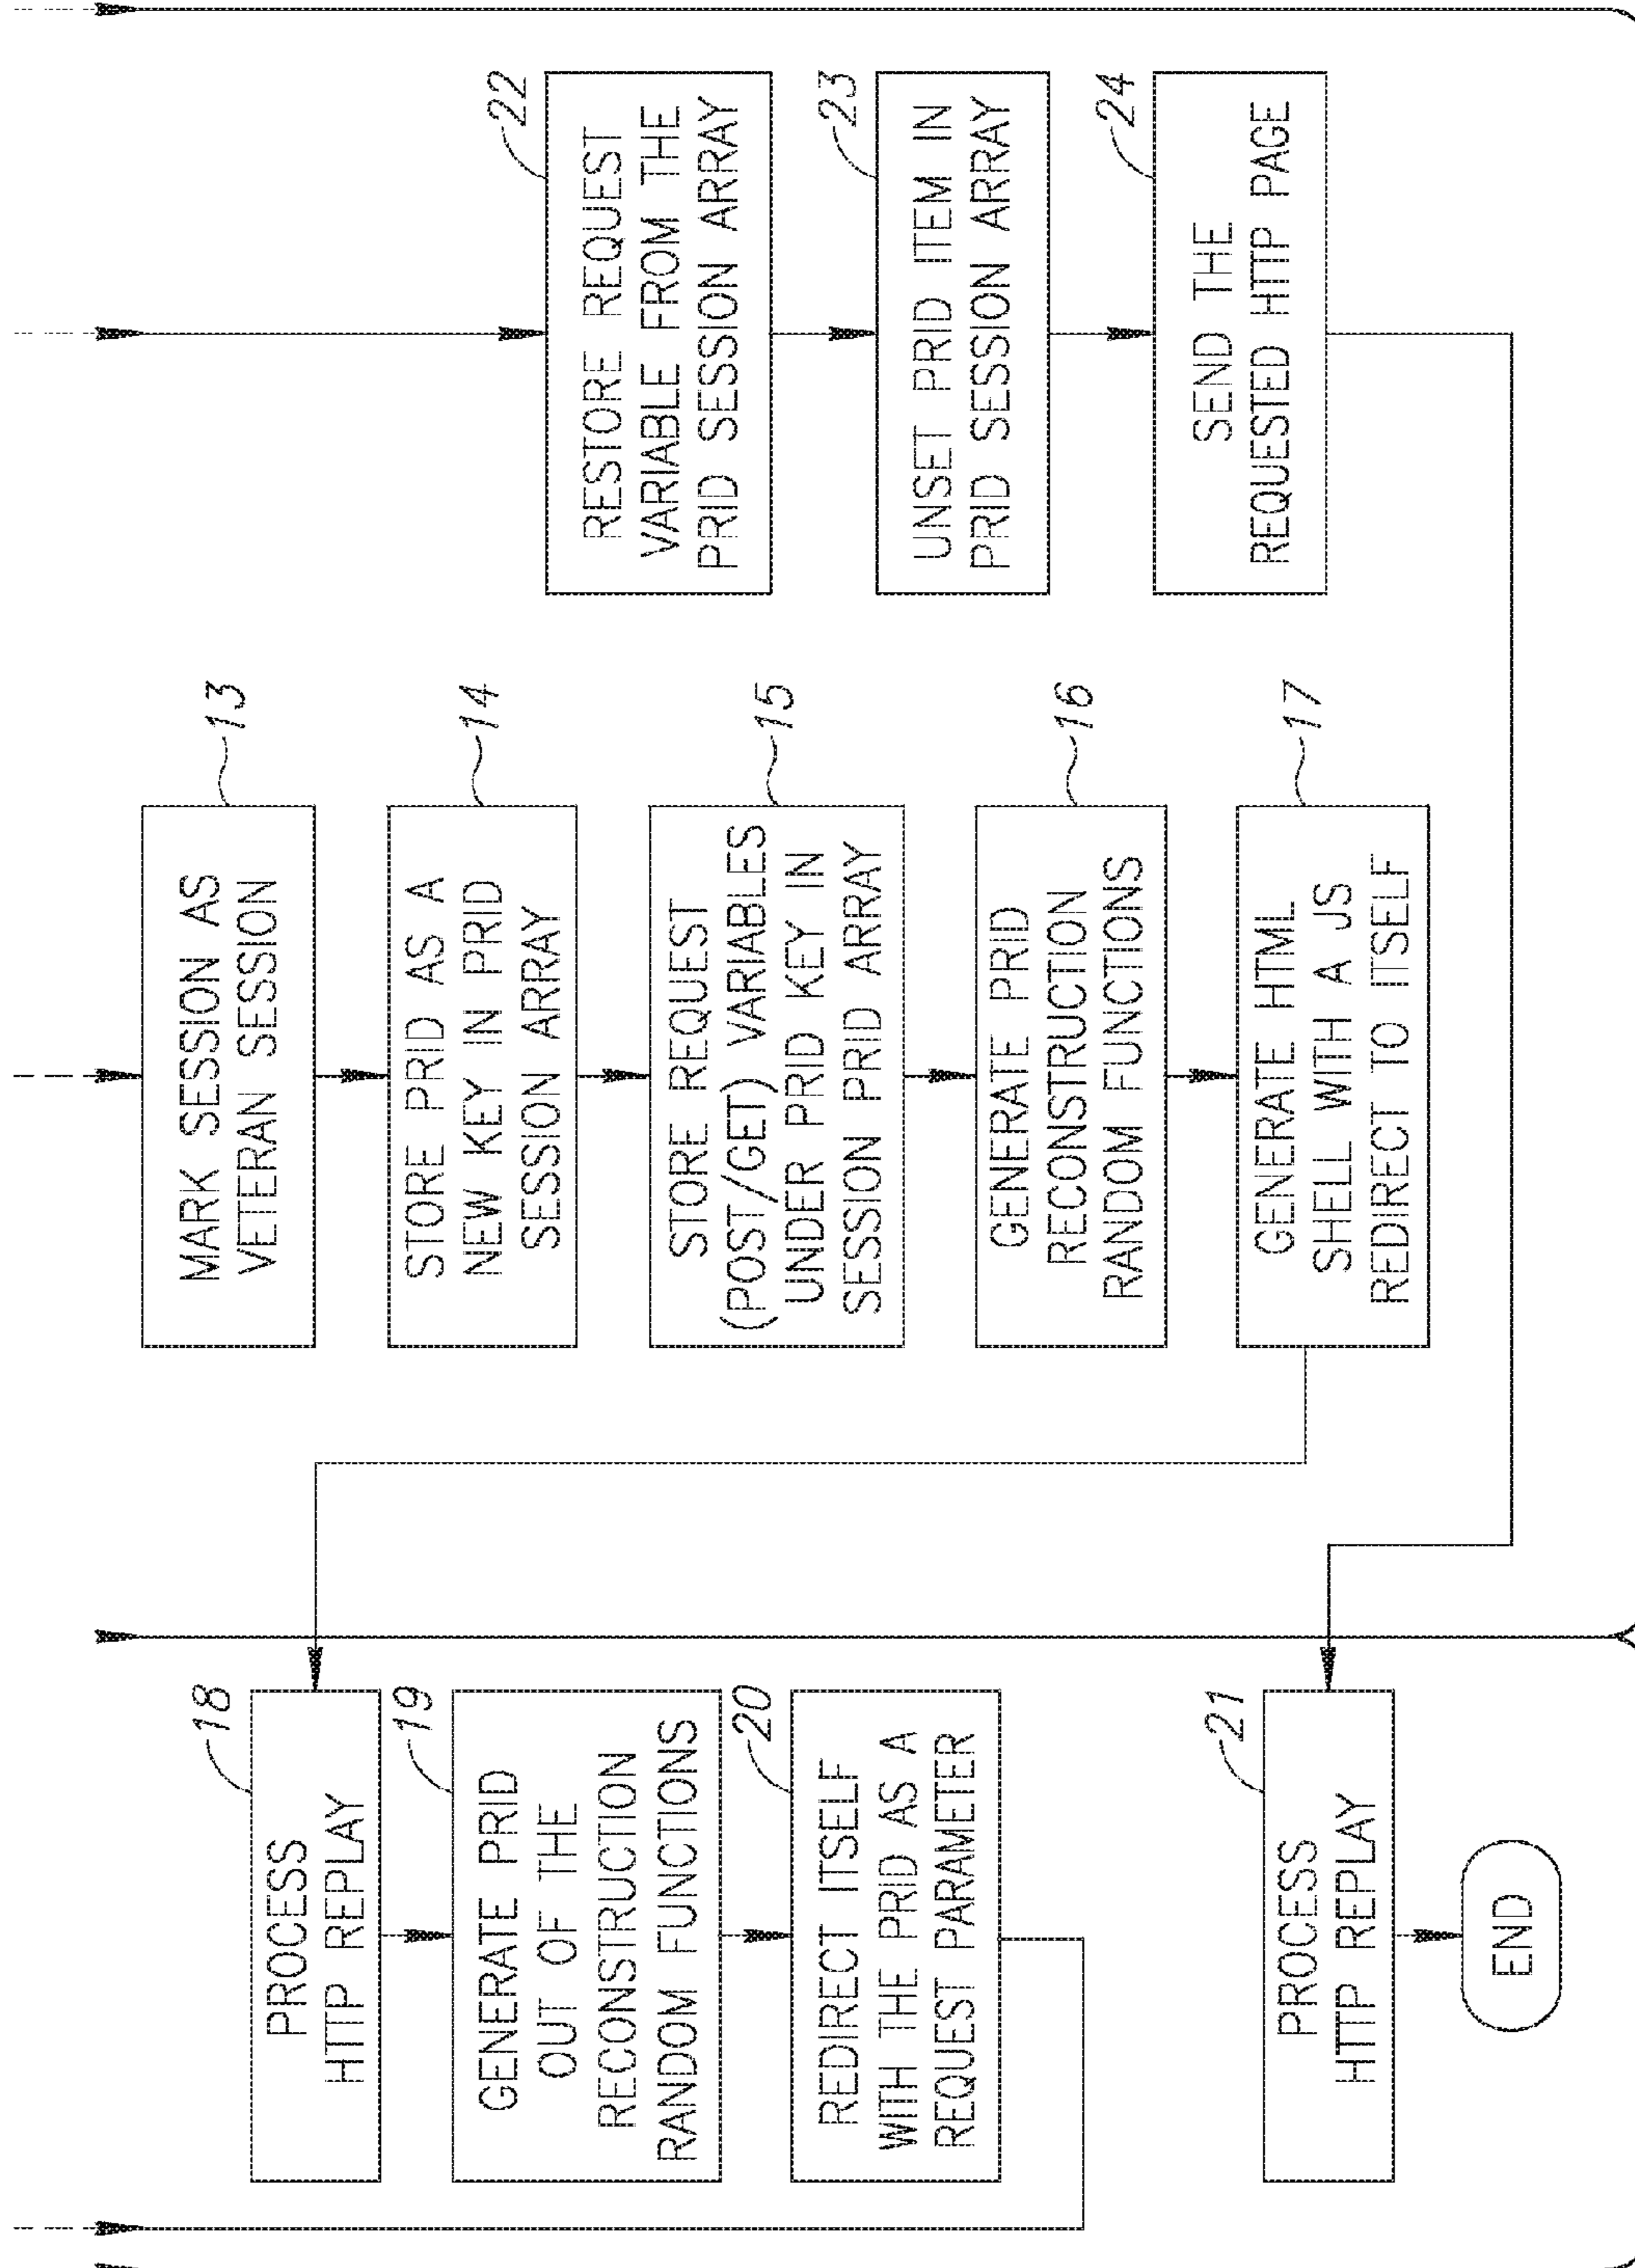 18
PROCESS
HTTP REPLAY
19
GENERATE PRID
OUT OF THE
RECONSTRUCTION
RANDOM FUNCTIONS
20
REDIRECT ITSELF
WITH THE PRID AS A
REQUEST PARAMETER
21
PROCESS
HTTP REPLAY
END
13
MARK SESSION AS
VETERAN SESSION
14
STORE PRID AS A
NEW KEY IN PRID
SESSION ARRAY
15
STORE REQUEST
(POST/GET) VARIABLES
UNDER PRID KEY IN
SESSION PRID ARRAY
16
GENERATE PRID
RECONSTRUCTION
RANDOM FUNCTIONS
17
GENERATE HTML
SHELL WITH A JS
REDIRECT TO ITSELF
22
RESTORE REQUEST
VARIABLE FROM THE
PRID SESSION ARRAY
23
UNSET PRID ITEM IN
PRID SESSION ARRAY
24
SEND THE
REQUESTED HTTP PAGE